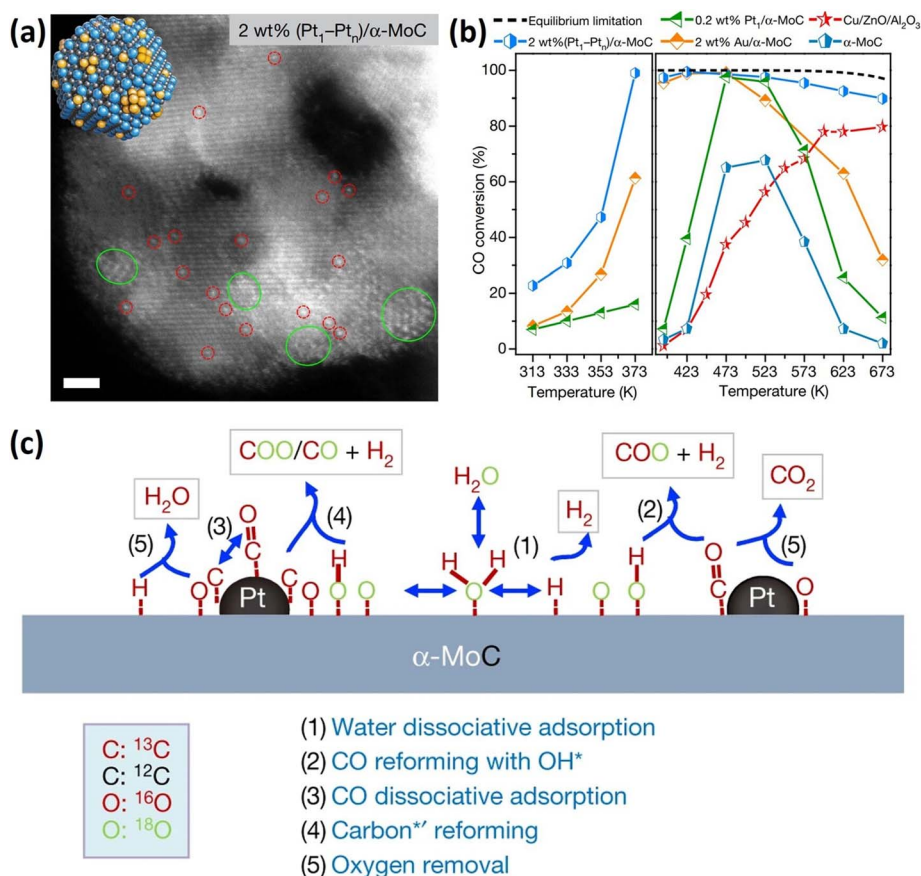 (a)
2 wt% (Pt₁–Ptₙ)/α-MoC
(b)
Equilibrium limitation
0.2 wt% Pt₁/α-MoC
Cu/ZnO/Al₂O₃
2 wt%(Pt₁–Ptₙ)/α-MoC
2 wt% Au/α-MoC
α-MoC
CO conversion (%)
100
80
60
40
20
0
313 333 353 373
423 473 523 573 623 673
Temperature (K)
Temperature (K)
(c)
COO/CO + H₂
H₂O
COO + H₂
H₂O
H₂
CO₂
(5)
(3)
(4)
(1)
(2)
(5)
O
C
H
H H
H
O
H O C Pt C O O O
O
H O O C Pt O
α-MoC
C: ¹³C
C: ¹²C
O: ¹⁶O
O: ¹⁸O
(1) Water dissociative adsorption
(2) CO reforming with OH*
(3) CO dissociative adsorption
(4) Carbon*′ reforming
(5) Oxygen removal